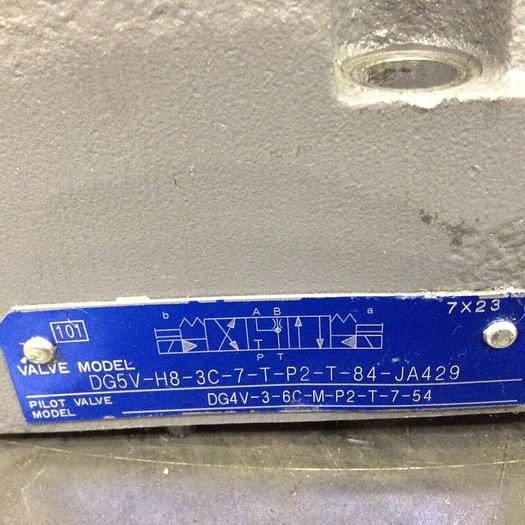 7X23
101
b A B a
T
P T
VALVE MODEL DG5V-H8-3C-7-T-P2-T-84-JA429
PILOT VALVE MODEL DG4V-3-6C-M-P2-T-7-54